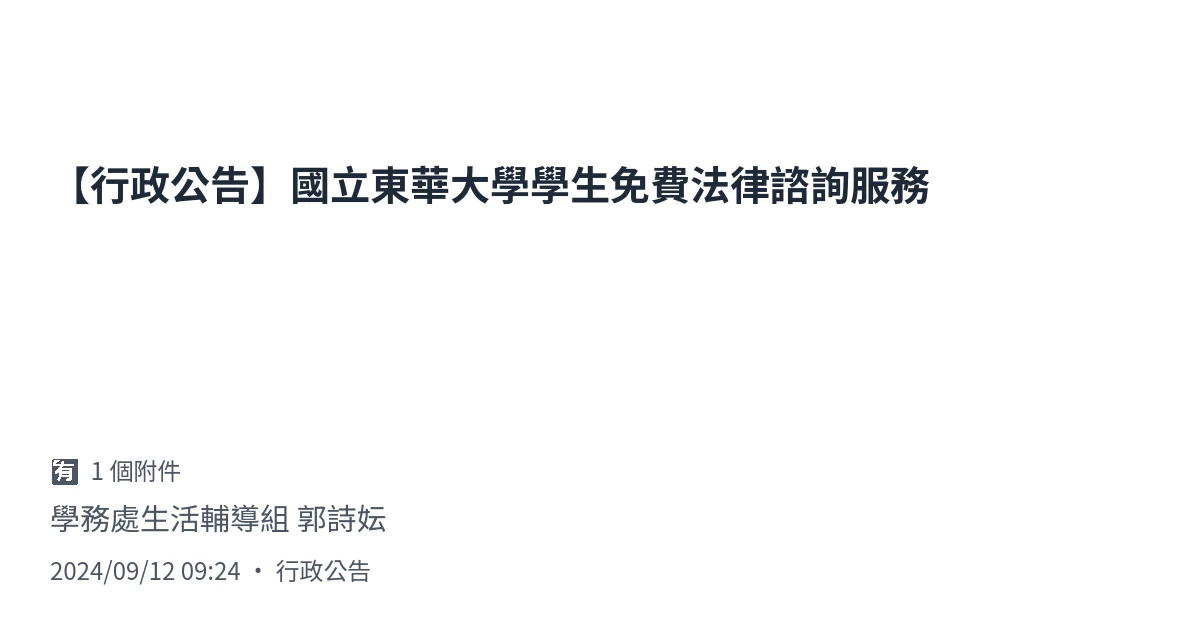 【行政公告】國立東華大學學生免費法律諮詢服務
🈶 1 個附件
學務處生活輔導組 郭詩妘
2024/09/12 09:24 ・ 行政公告